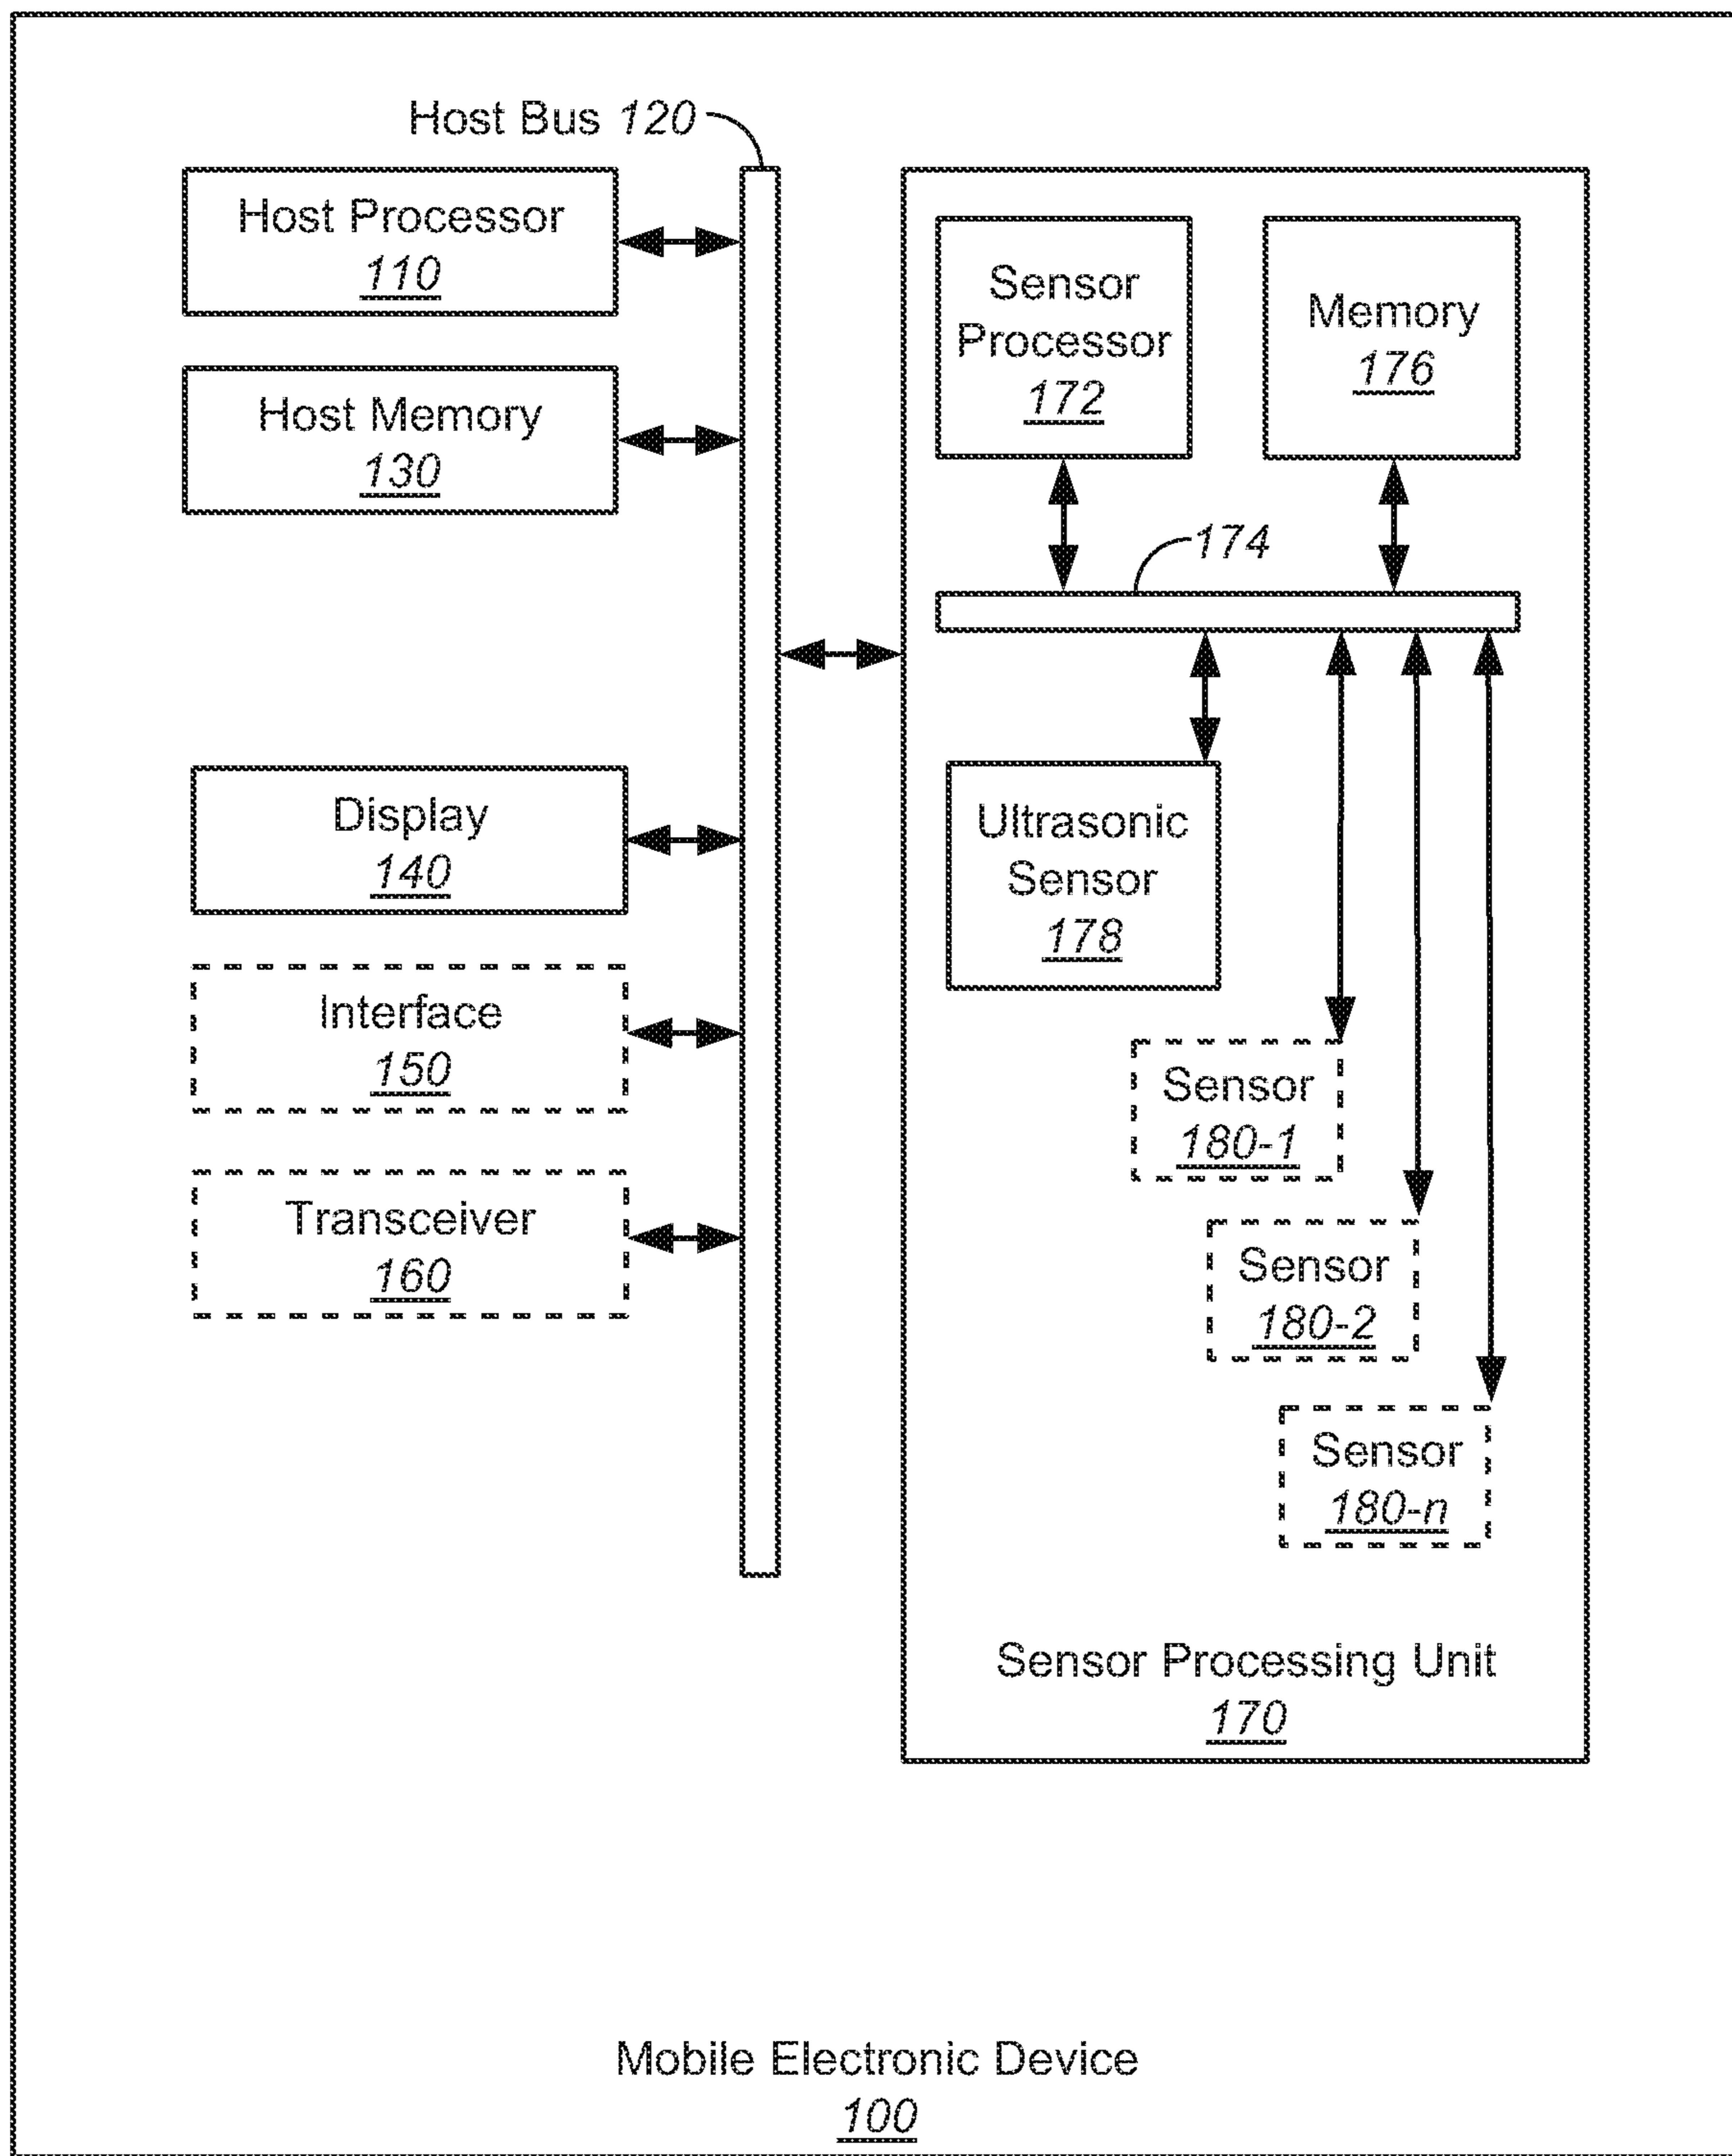 Host Bus 120
Host Processor
110
Host Memory
130
Display
140
Interface
150
Transceiver
160
Sensor
Processor
172
Memory
176
174
Ultrasonic
Sensor
178
Sensor
180-1
Sensor
180-2
Sensor
180-n
Sensor Processing Unit
170
Mobile Electronic Device
100